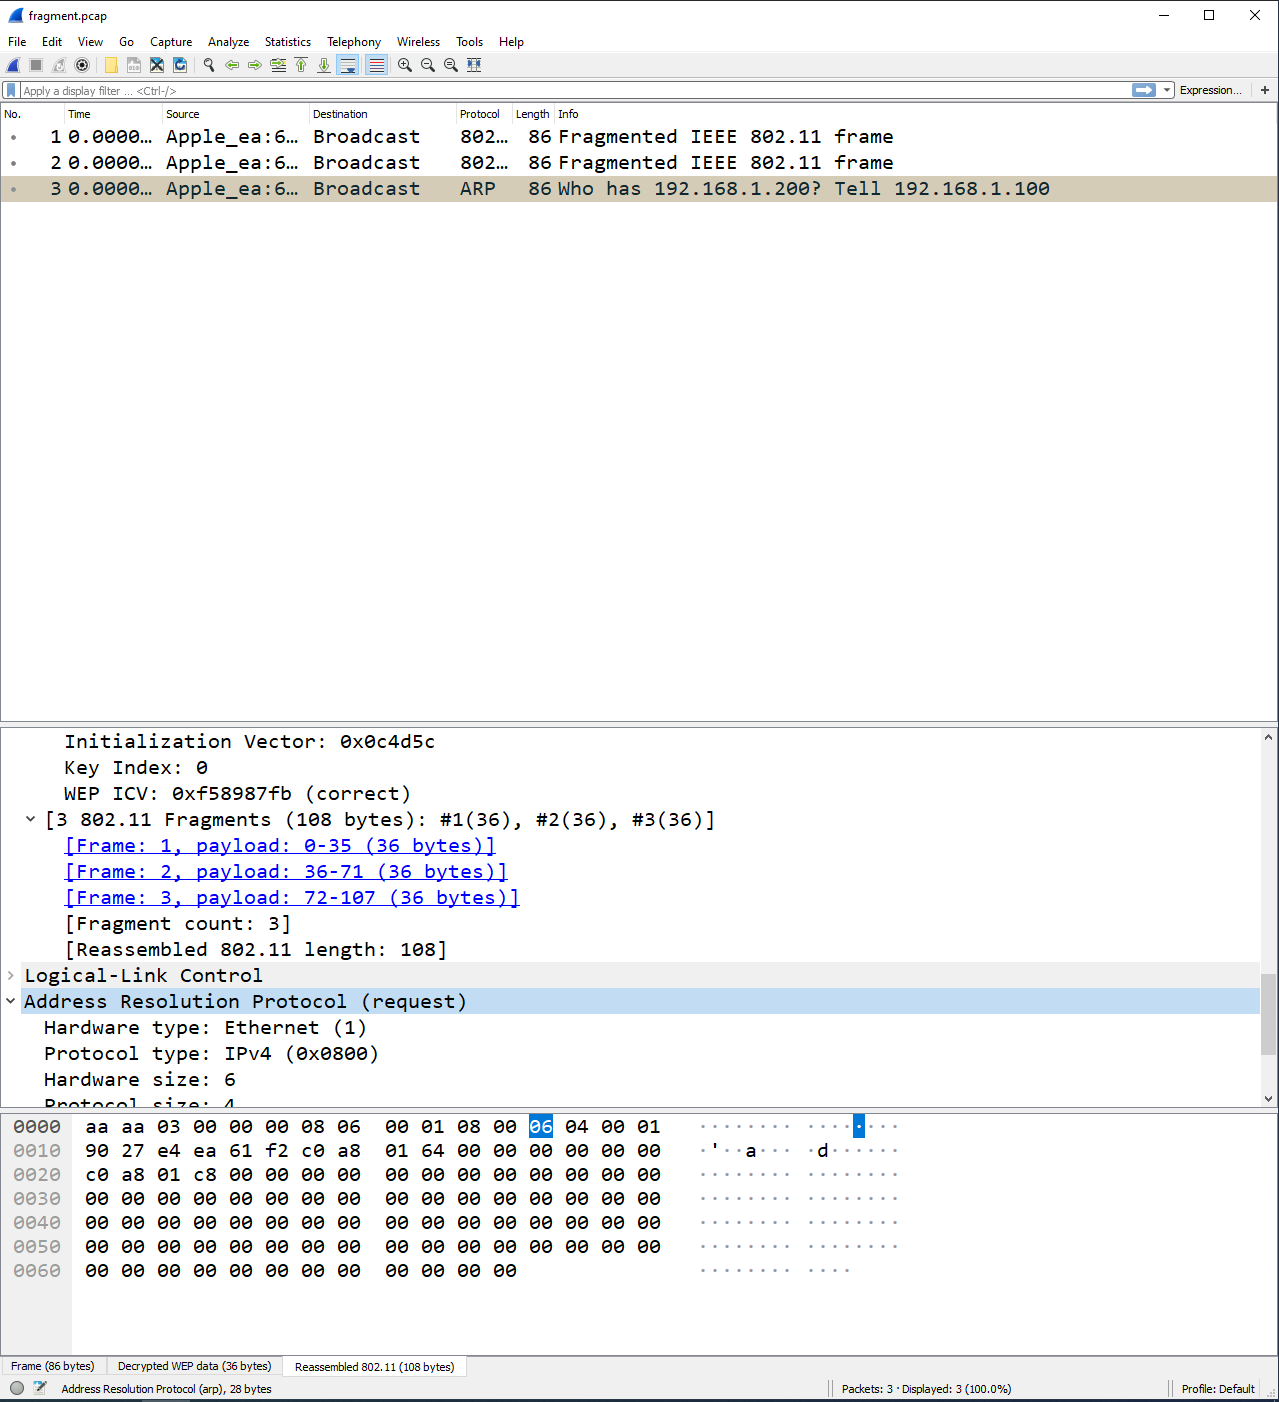 fragment.pcap
File Edit View Go Capture Analyze Statistics Telephony Wireless Tools Help
Apply a display filter ... <Ctrl-/> Expression... +
No. Time Source Destination Protocol Length Info
1 0.0000… Apple_ea:6… Broadcast 802… 86 Fragmented IEEE 802.11 frame
2 0.0000… Apple_ea:6… Broadcast 802… 86 Fragmented IEEE 802.11 frame
3 0.0000… Apple_ea:6… Broadcast ARP 86 Who has 192.168.1.200? Tell 192.168.1.100
Initialization Vector: 0x0c4d5c
Key Index: 0
WEP ICV: 0xf58987fb (correct)
[3 802.11 Fragments (108 bytes): #1(36), #2(36), #3(36)]
[Frame: 1, payload: 0-35 (36 bytes)]
[Frame: 2, payload: 36-71 (36 bytes)]
[Frame: 3, payload: 72-107 (36 bytes)]
[Fragment count: 3]
[Reassembled 802.11 length: 108]
Logical-Link Control
Address Resolution Protocol (request)
Hardware type: Ethernet (1)
Protocol type: IPv4 (0x0800)
Hardware size: 6
Protocol size: 4
0000 aa aa 03 00 00 00 08 06 00 01 08 00 06 04 00 01 ········ ········
0010 90 27 e4 ea 61 f2 c0 a8 01 64 00 00 00 00 00 00 ·'··a··· ·d······
0020 c0 a8 01 c8 00 00 00 00 00 00 00 00 00 00 00 00 ········ ········
0030 00 00 00 00 00 00 00 00 00 00 00 00 00 00 00 00 ········ ········
0040 00 00 00 00 00 00 00 00 00 00 00 00 00 00 00 00 ········ ········
0050 00 00 00 00 00 00 00 00 00 00 00 00 00 00 00 00 ········ ········
0060 00 00 00 00 00 00 00 00 00 00 00 00 ········ ····
Frame (86 bytes) Decrypted WEP data (36 bytes) Reassembled 802.11 (108 bytes)
Address Resolution Protocol (arp), 28 bytes Packets: 3 · Displayed: 3 (100.0%) Profile: Default